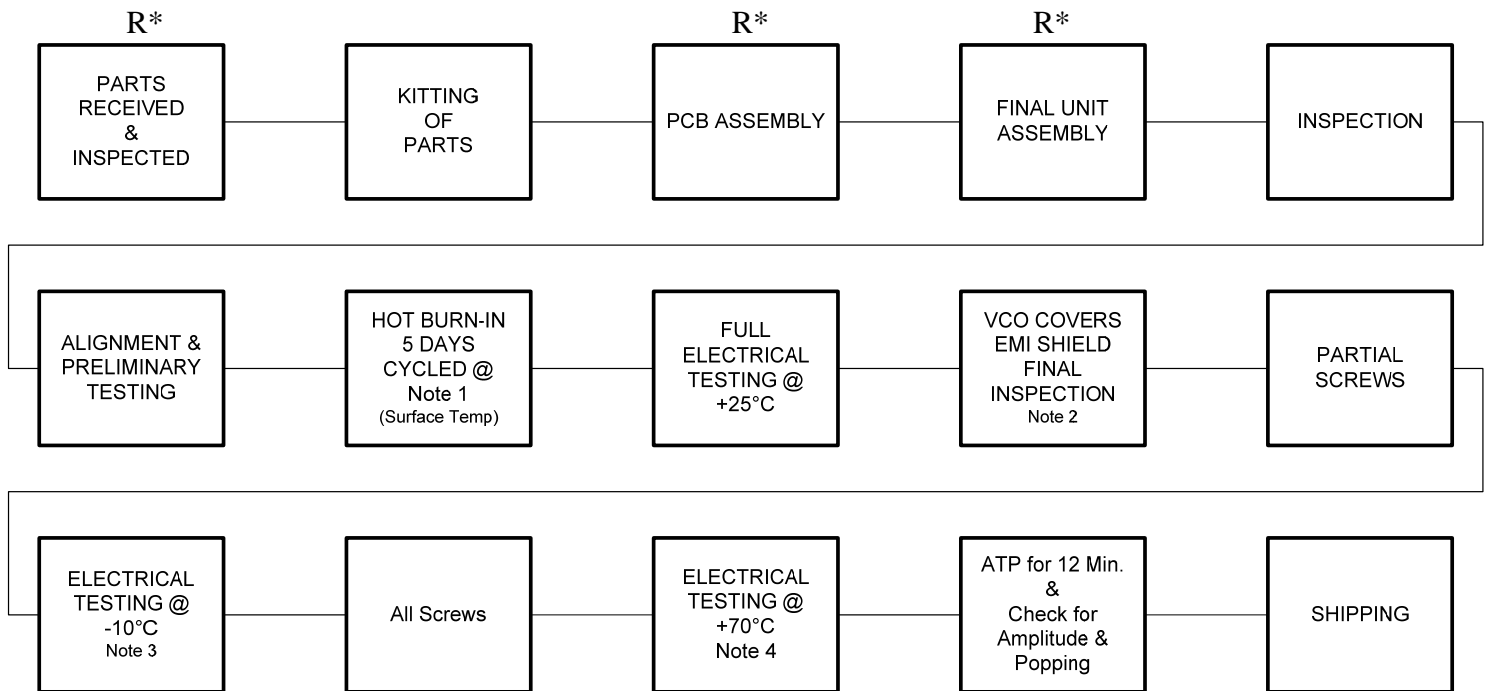 R*
R*
R*
PARTS
RECEIVED
&
INSPECTED
KITTING
OF
PARTS
PCB ASSEMBLY
FINAL UNIT
ASSEMBLY
INSPECTION
ALIGNMENT &
PRELIMINARY
TESTING
HOT BURN-IN
5 DAYS
CYCLED @
Note 1
(Surface Temp)
FULL
ELECTRICAL
TESTING @
+25°C
VCO COVERS
EMI SHIELD
FINAL
INSPECTION
Note 2
PARTIAL
SCREWS
ELECTRICAL
TESTING @
-10°C
Note 3
All Screws
ELECTRICAL
TESTING @
+70°C
Note 4
ATP for 12 Min.
&
Check for
Amplitude &
Popping
SHIPPING